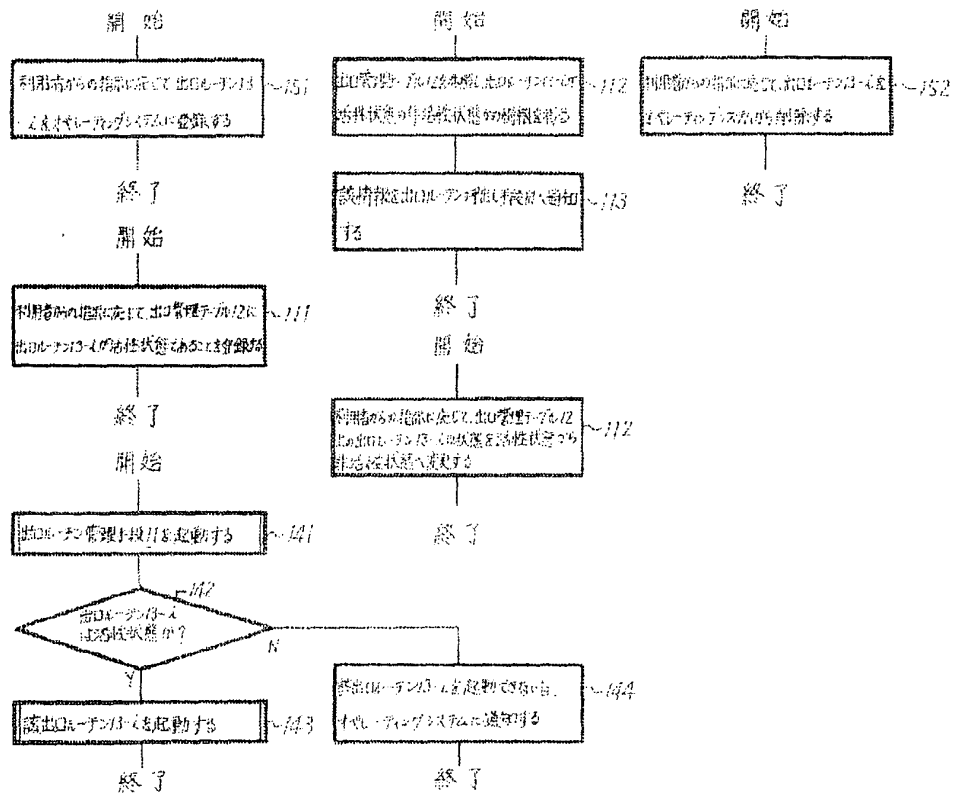 開始
利用者からの指示に応じて出口ルーチン13-
iをオペレーティングシステムに登録する
151
終了
開始
利用者からの指示に応じて、出口管理テーブル12に
出口ルーチン13-iが活性状態であることを登録する
111
終了
開始
出口ルーチン管理手段11を起動する
141
142
出口ルーチン13-i
は活性状態か?
N
Y
該出口ルーチン13-iを起動する
143
終了
開始
出口管理テーブル12を参照し、出口ルーチンについて
活性状態か非活性状態かの情報を得る
112
該情報を出口ルーチン呼出し手段14へ通知
する
113
終了
開始
利用者からの指示に応じて、出口管理テーブル12
上の出口ルーチン13-iの状態を活性状態から
非活性状態へ変更する
112
終了
該出口ルーチン13-iを起動できない旨、
オペレーティングシステムに通知する
144
終了
開始
利用者からの指示に応じて、出口ルーチン13-iを
オペレーティングシステムから削除する
152
終了